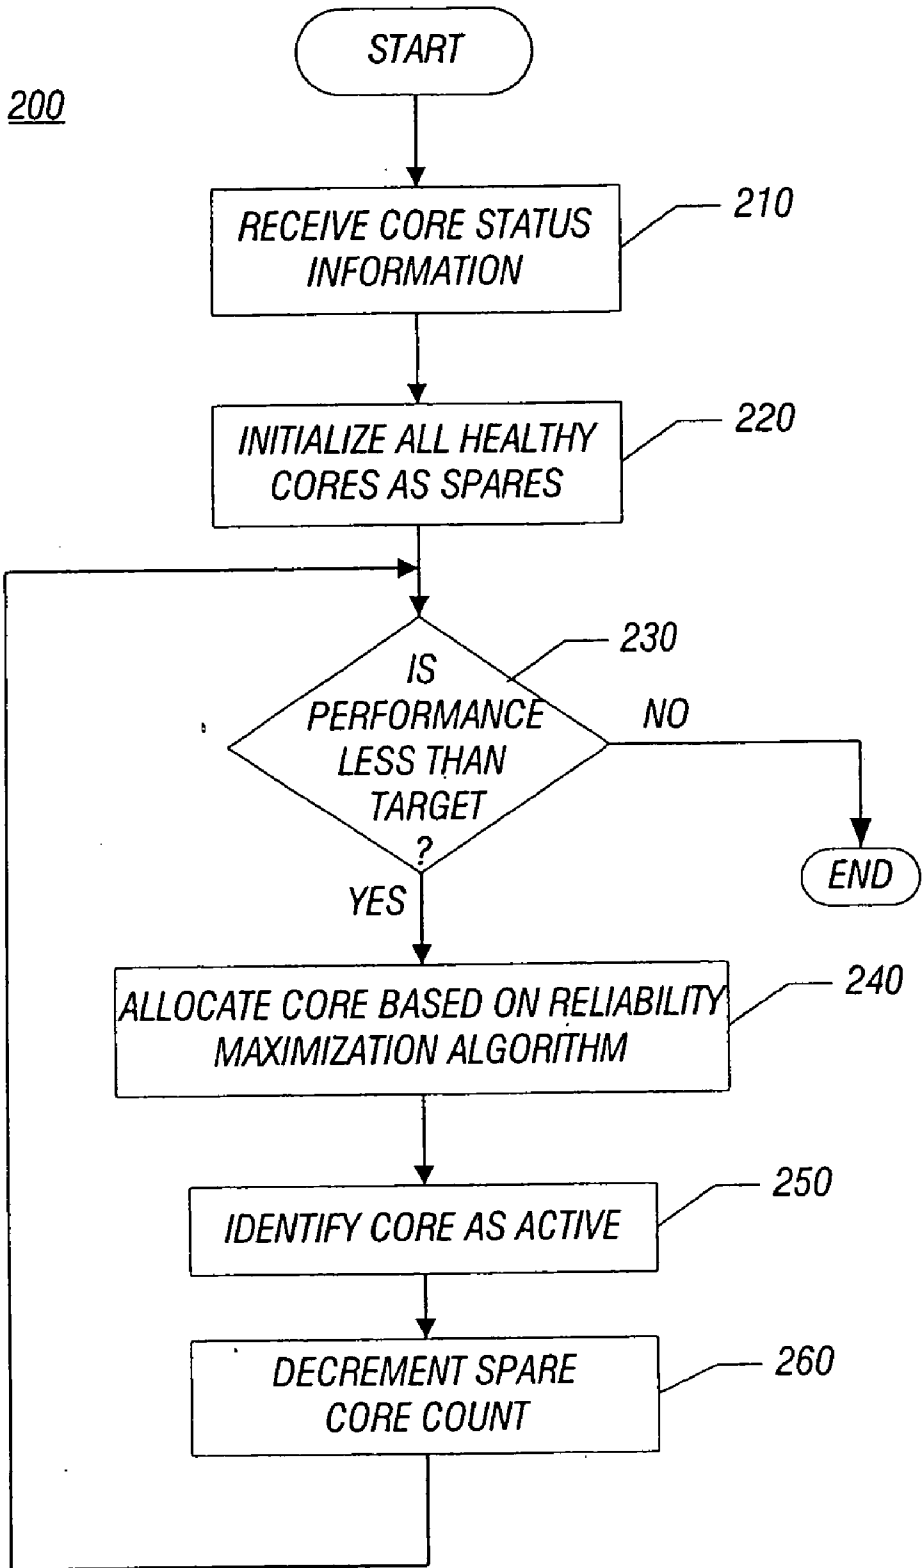 START
200
RECEIVE CORE STATUS
INFORMATION
210
INITIALIZE ALL HEALTHY
CORES AS SPARES
220
230
IS
PERFORMANCE
LESS THAN
TARGET
?
NO
END
YES
ALLOCATE CORE BASED ON RELIABILITY
MAXIMIZATION ALGORITHM
240
IDENTIFY CORE AS ACTIVE
250
DECREMENT SPARE
CORE COUNT
260